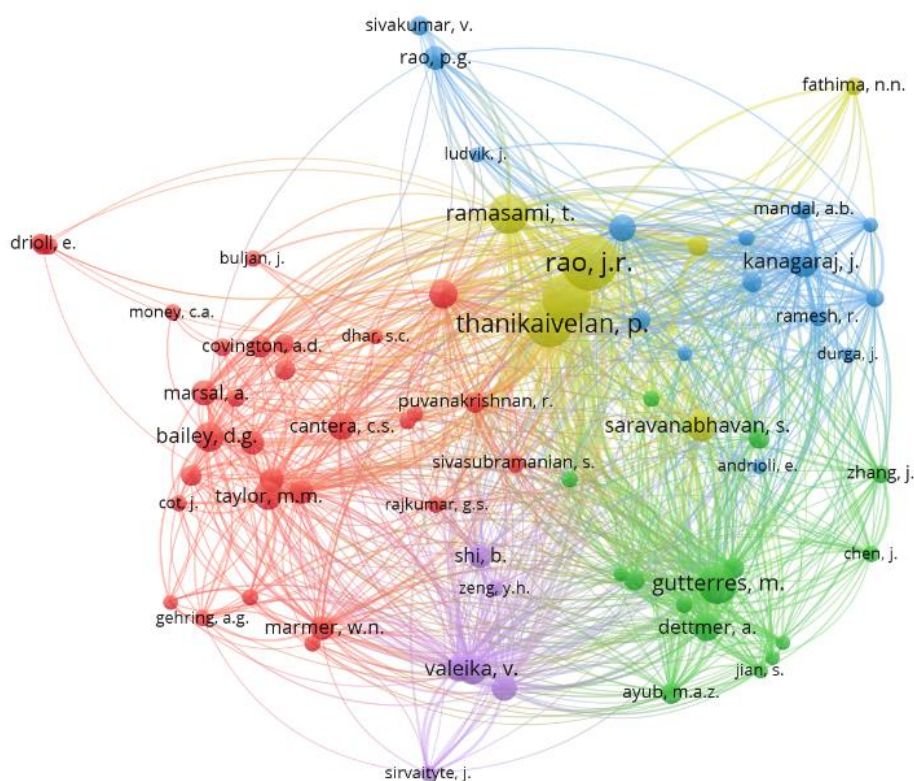 sivakumar, v.
rao, p.g.
fathima, n.n.
ludvik, j.
ramasami, t.
mandal, a.b.
drioli, e.
buljan, j.
rao, j.r.
kanagaraj, j.
money, c.a.
thanikaivelan, p.
ramesh, r.
dhar, s.c.
covington, a.d.
durga, j.
marsal, a.
puvanakrishnan, r.
cantera, c.s.
saravanabhavan, s.
bailey, d.g.
sivasubramanian, s.
andrioli, e.
zhang, j.
taylor, m.m.
cot, j.
rajkumar, g.s.
shi, b.
chen, j.
zeng, y.h.
gutterres, m.
gehring, a.g.
marmer, w.n.
dettmer, a.
valeika, v.
jian, s.
ayub, m.a.z.
sirvaityte, j.